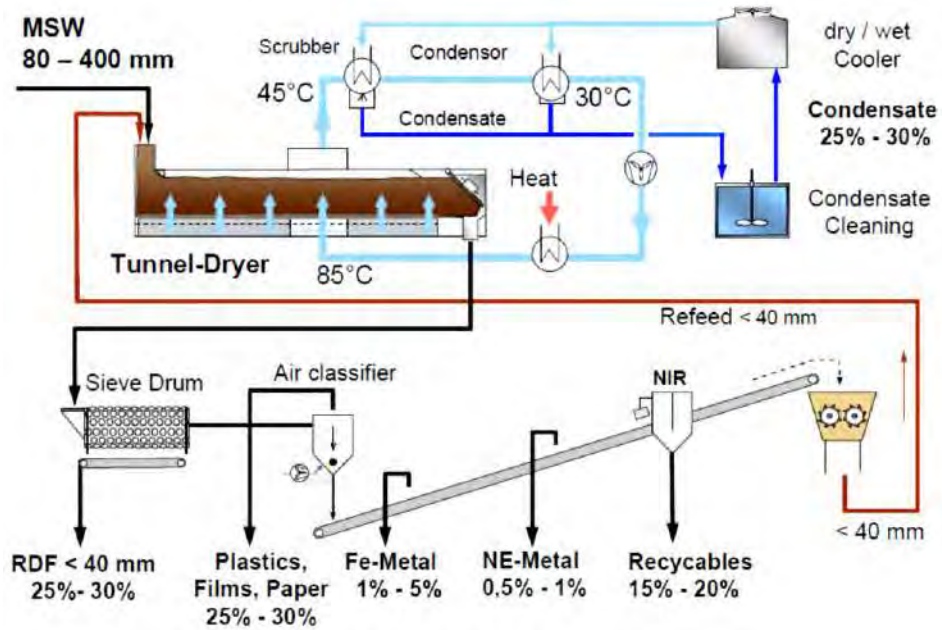 MSW
80 – 400 mm
Scrubber
Condensor
dry / wet
Cooler
45°C
30°C
Condensate
Condensate
25% - 30%
Heat
Condensate
Cleaning
Tunnel-Dryer
85°C
Refeed < 40 mm
Sieve Drum
Air classifier
NIR
< 40 mm
RDF < 40 mm
25%- 30%
Plastics,
Films, Paper
25% - 30%
Fe-Metal
1% - 5%
NE-Metal
0,5% - 1%
Recycables
15% - 20%